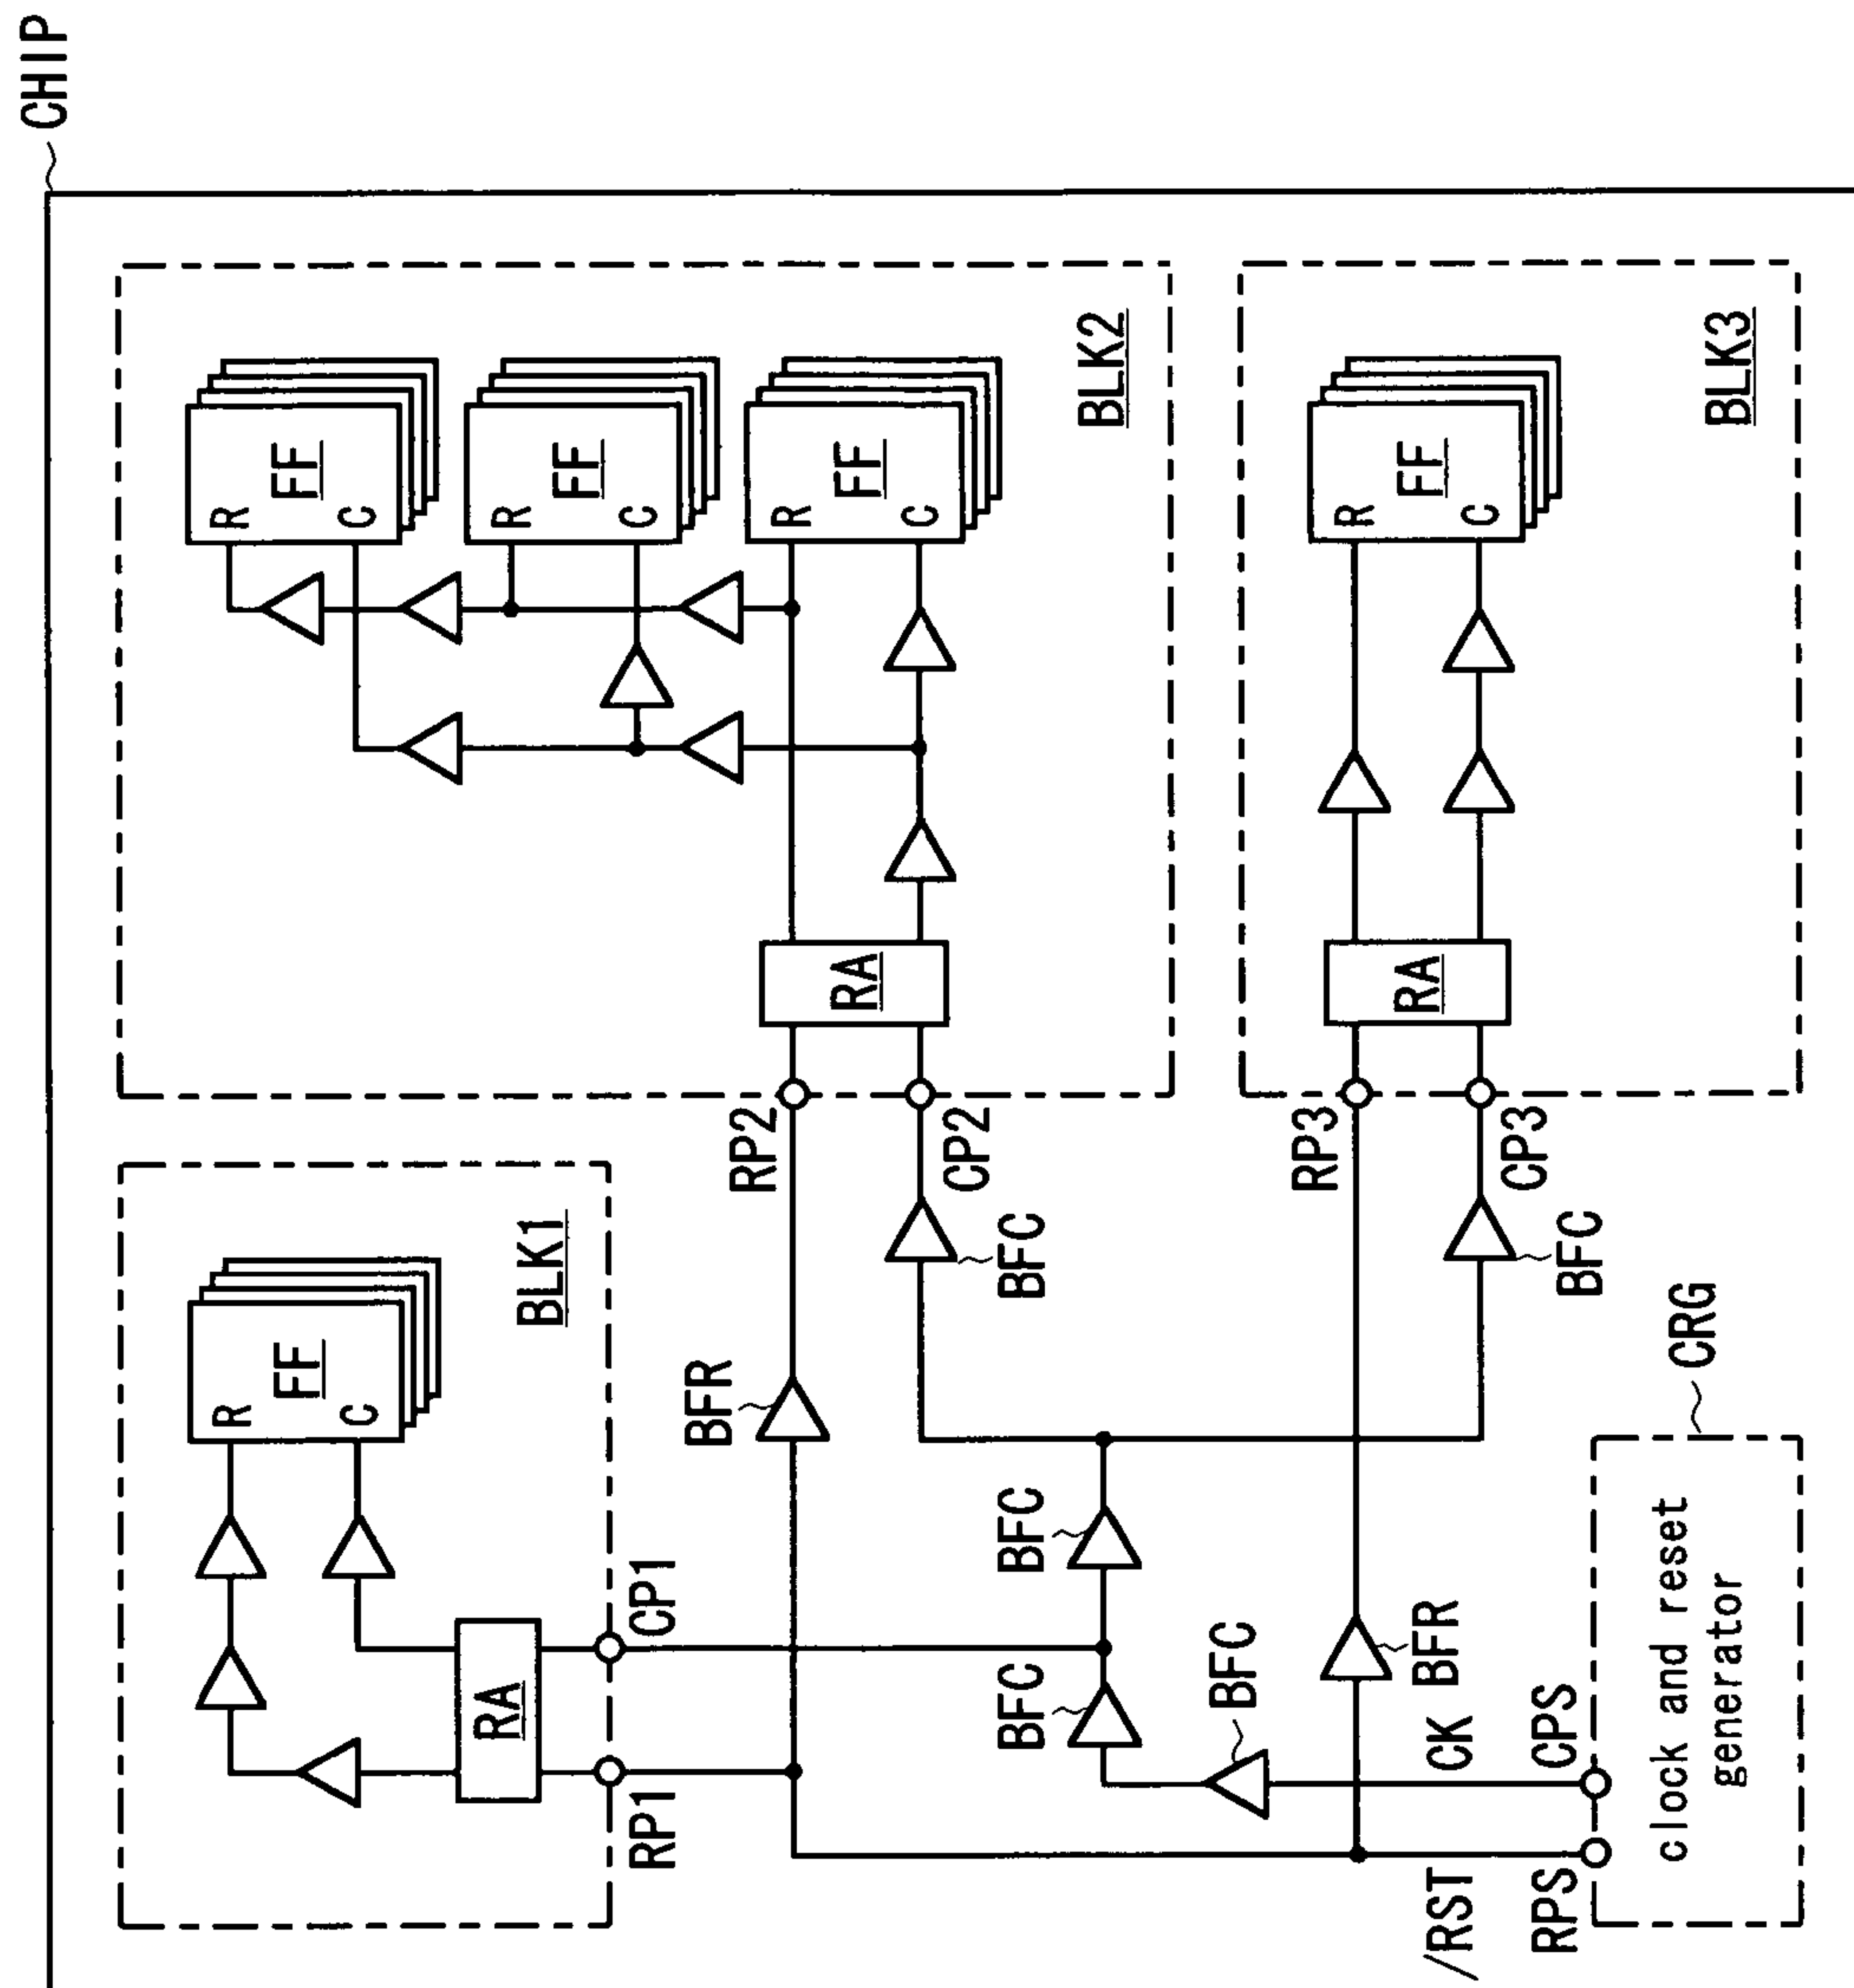 CHIP
BLK1
FF
R
C
RA
RP1
CP1
BLK2
FF
R
C
FF
R
C
FF
R
C
RA
RP2
CP2
BLK3
FF
R
C
RA
RP3
CP3
BFR
BFC
BFC
BFC
BFC
BFC
BFR
CK
/RST
RPS
CPS
CRG
clock and reset
generator